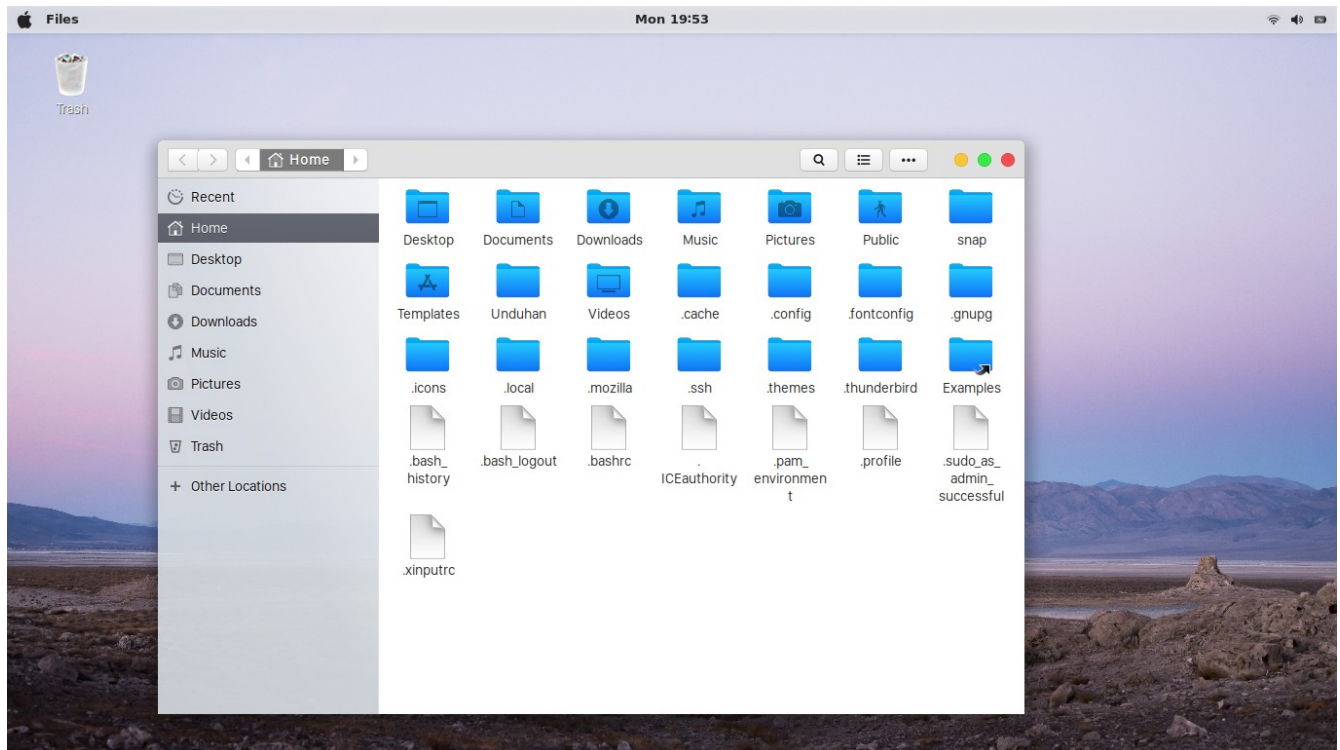 Files
Mon 19:53
Trash
Home
Recent
Home
Desktop
Documents
Downloads
Music
Pictures
Videos
Trash
+ Other Locations
Desktop Documents Downloads Music Pictures Public snap
Templates Unduhan Videos .cache .config .fontconfig .gnupg
.icons .local .mozilla .ssh .themes .thunderbird Examples
.bash_
history
.bash_logout
.bashrc
.
ICEauthority
.pam_
environmen
t
.profile
.sudo_as_
admin_
successful
.xinputrc